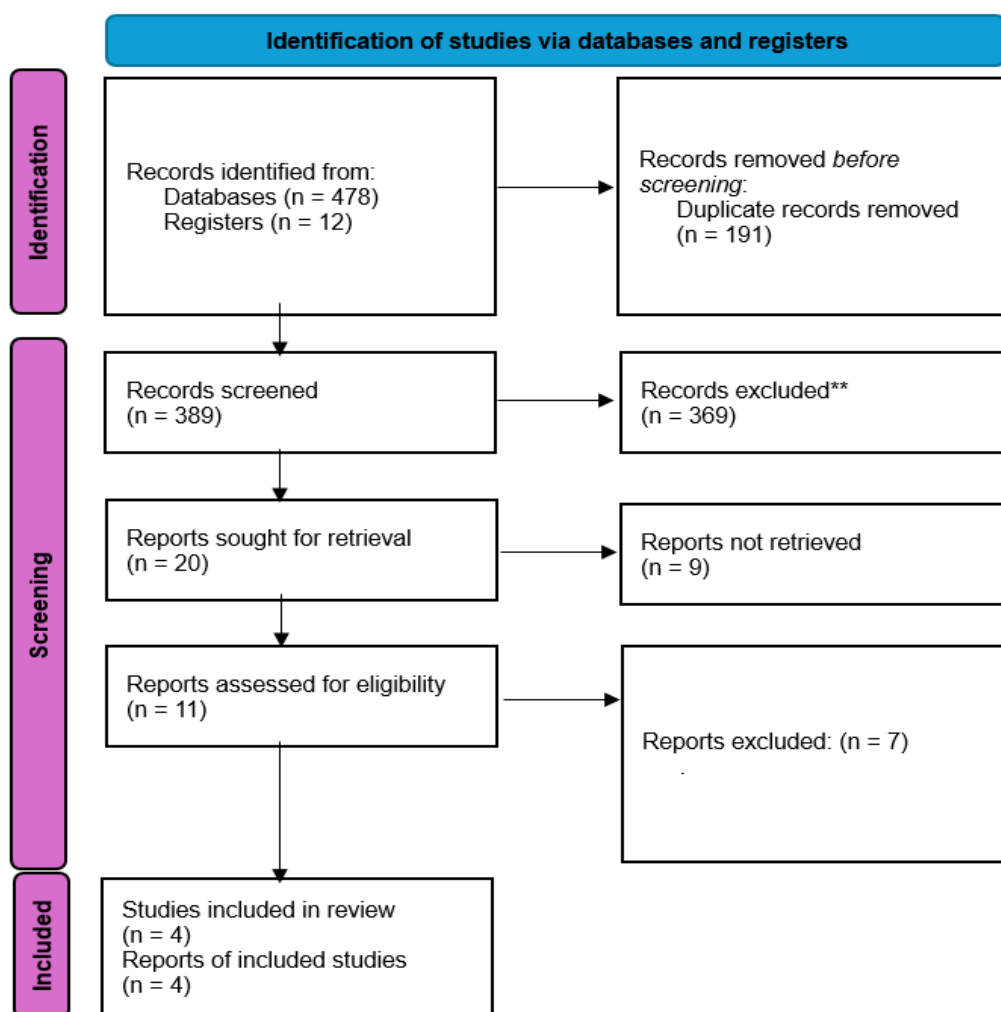 Identification of studies via databases and registers
Identification
Records identified from:
Databases (n = 478)
Registers (n = 12)
Records removed before
screening:
Duplicate records removed
(n = 191)
Screening
Records screened
(n = 389)
Records excluded**
(n = 369)
Reports sought for retrieval
(n = 20)
Reports not retrieved
(n = 9)
Reports assessed for eligibility
(n = 11)
Reports excluded: (n = 7)
.
Included
Studies included in review
(n = 4)
Reports of included studies
(n = 4)